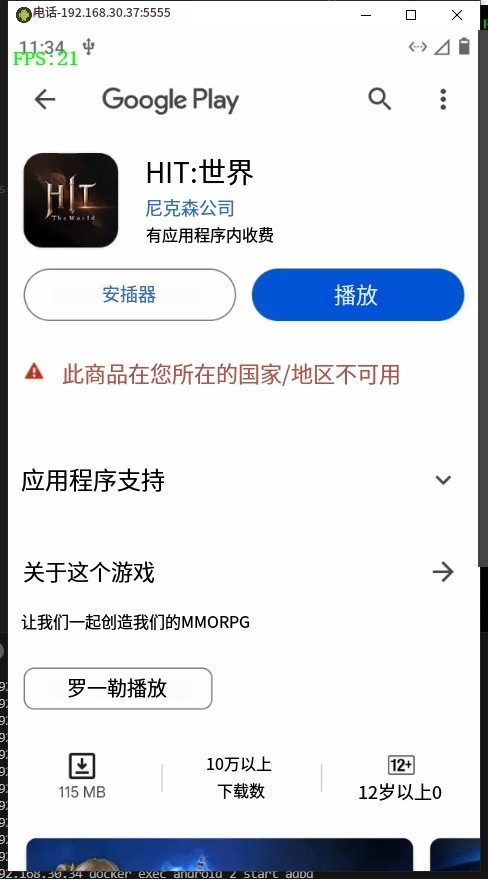 电话-192.168.30.37:5555
11:34
FPS:21
Google Play
HIT
The World
HIT:世界
尼克森公司
有应用程序内收费
安插器
播放
此商品在您所在的国家/地区不可用
应用程序支持
关于这个游戏
让我们一起创造我们的MMORPG
罗一勒播放
115 MB
10万以上
下载数
12+
12岁以上0
92.168.30.34 docker exec android_2 start adbd